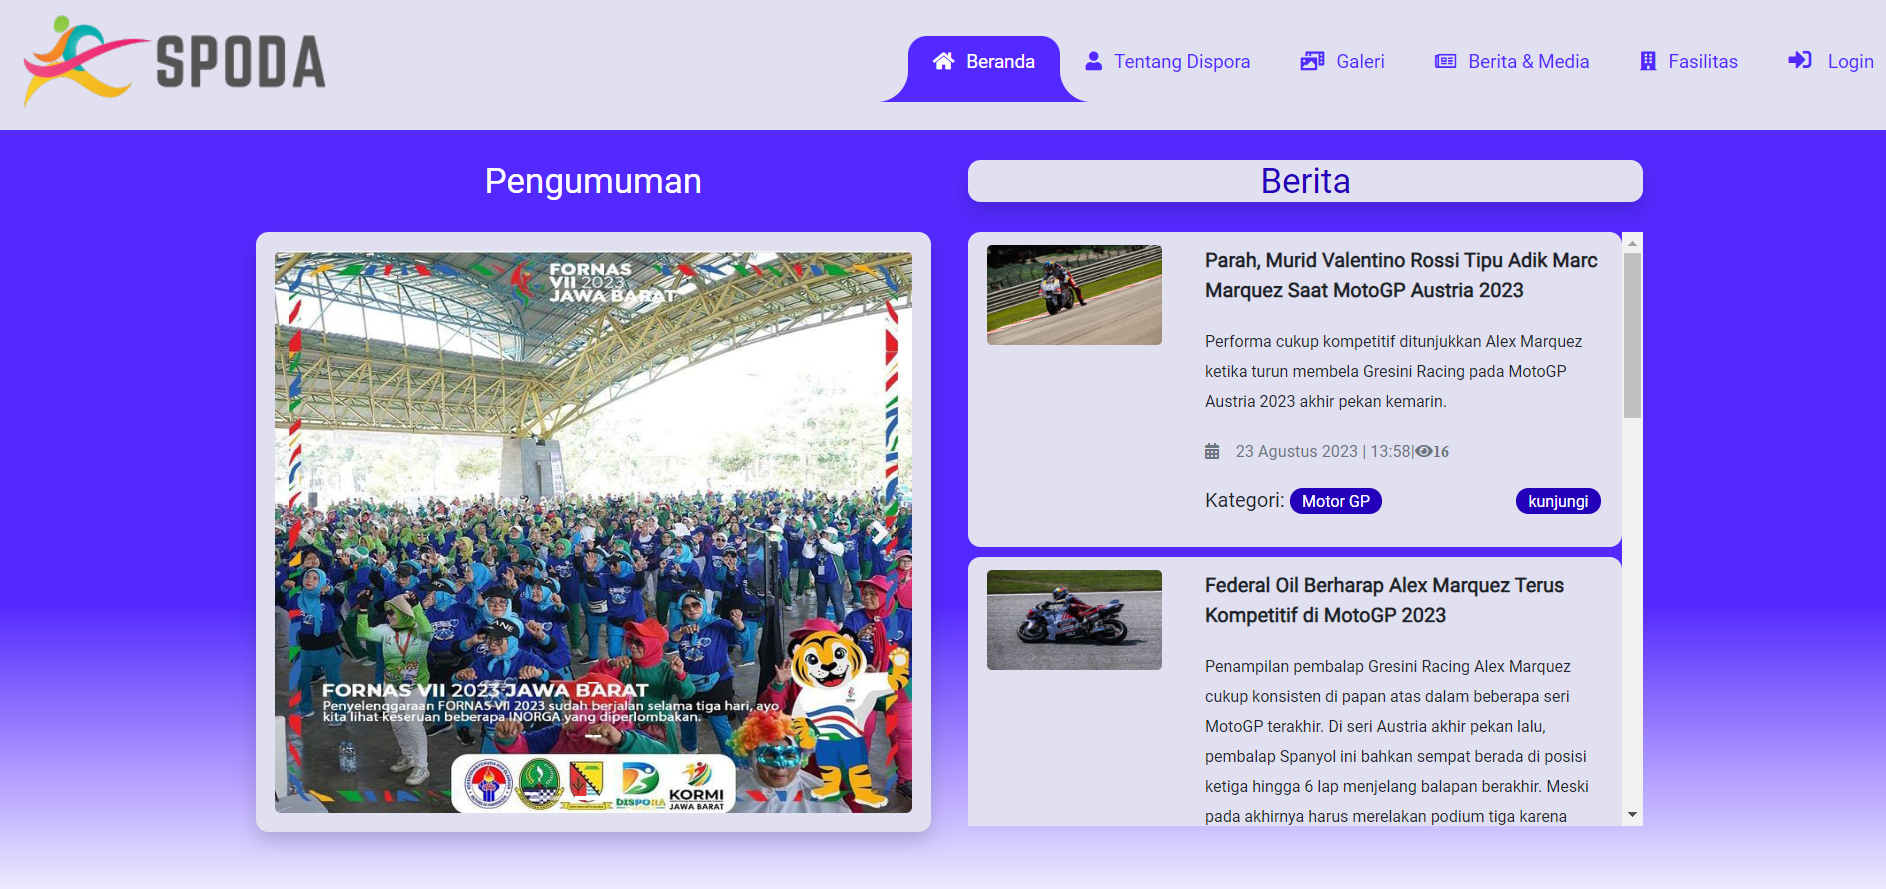 SPODA
Beranda
Tentang Dispora
Galeri
Berita & Media
Fasilitas
Login
Pengumuman
FORNAS
VII 2023
JAWA BARAT
FORNAS VII 2023 JAWA BARAT
Penyelenggaraan FORNAS VII 2023 sudah berjalan selama tiga hari, ayo
kita lihat keseruan beberapa INORGA yang diperlombakan.
DISPORA
KORMI
JAWA BARAT
Berita
Parah, Murid Valentino Rossi Tipu Adik Marc
Marquez Saat MotoGP Austria 2023
Performa cukup kompetitif ditunjukkan Alex Marquez
ketika turun membela Gresini Racing pada MotoGP
Austria 2023 akhir pekan kemarin.
23 Agustus 2023 | 13:58|16
Kategori: Motor GP
kunjungi
Federal Oil Berharap Alex Marquez Terus
Kompetitif di MotoGP 2023
Penampilan pembalap Gresini Racing Alex Marquez
cukup konsisten di papan atas dalam beberapa seri
MotoGP terakhir. Di seri Austria akhir pekan lalu,
pembalap Spanyol ini bahkan sempat berada di posisi
ketiga hingga 6 lap menjelang balapan berakhir. Meski
pada akhirnya harus merelakan podium tiga karena